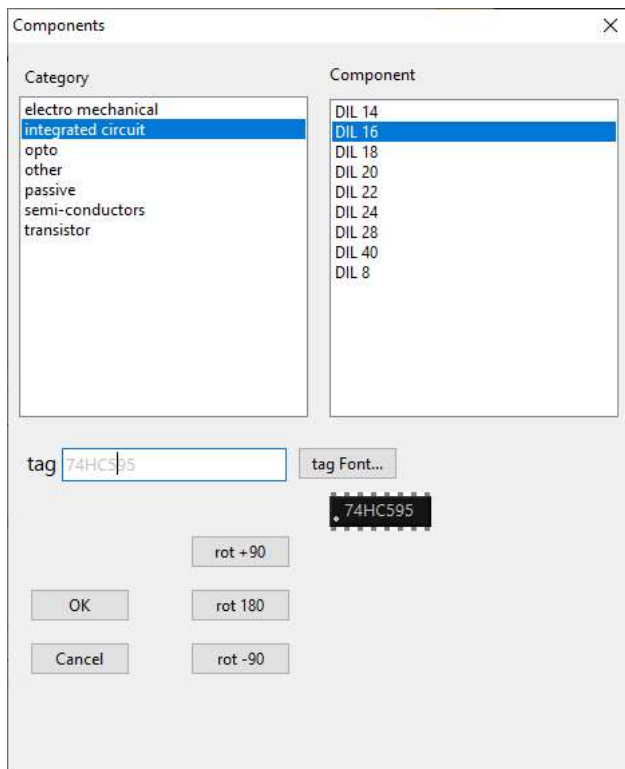 Components
Category
electro mechanical
integrated circuit
opto
other
passive
semi-conductors
transistor
Component
DIL 14
DIL 16
DIL 18
DIL 20
DIL 22
DIL 24
DIL 28
DIL 40
DIL 8
tag 74HC595 tag Font...
74HC595
rot +90
OK rot 180
Cancel rot -90